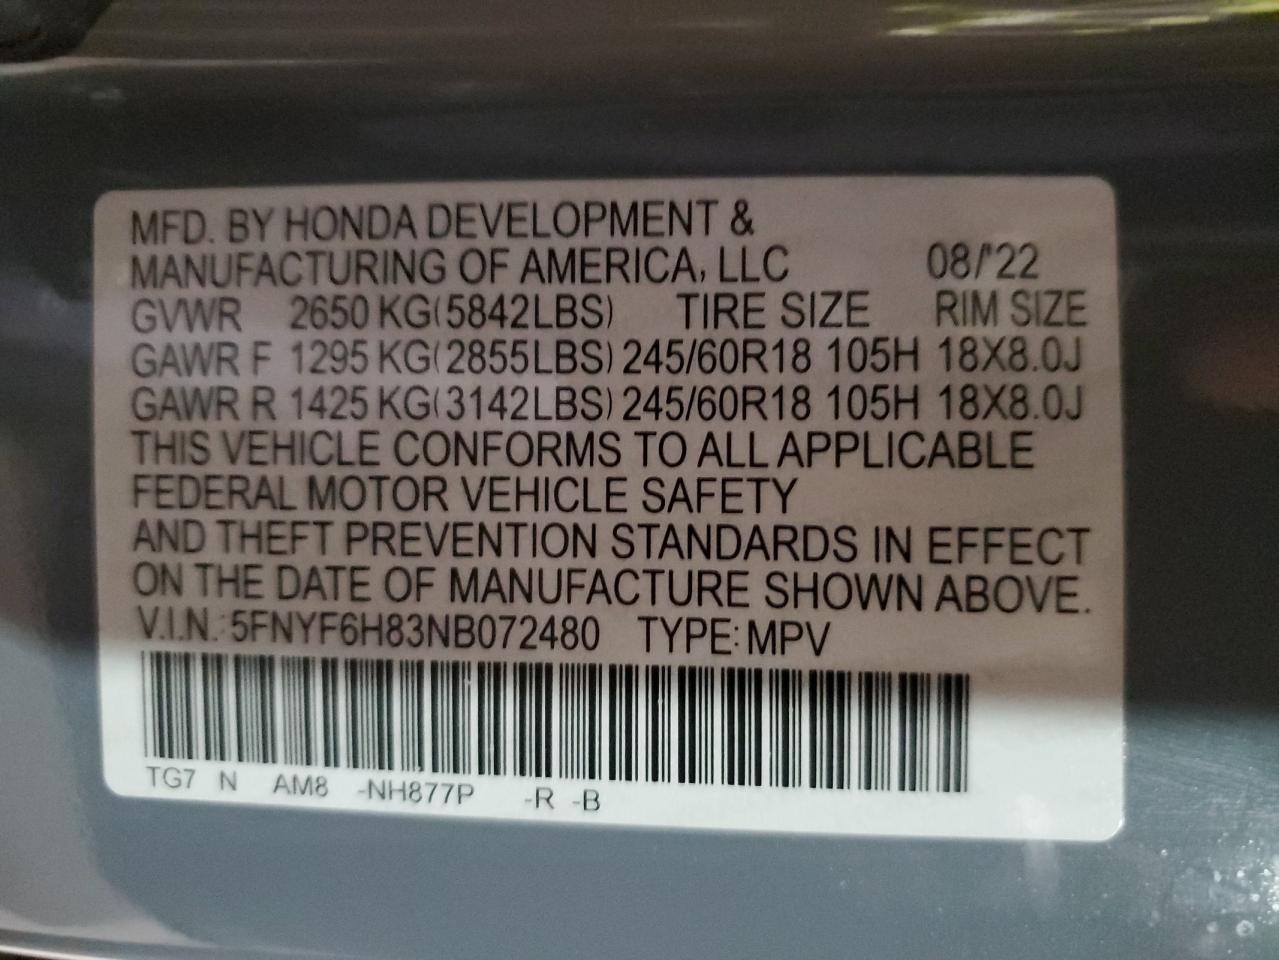 MFD. BY HONDA DEVELOPMENT &
MANUFACTURING OF AMERICA, LLC 08/'22
GVWR 2650 KG(5842LBS) TIRE SIZE RIM SIZE
GAWR F 1295 KG(2855LBS) 245/60R18 105H 18X8.0J
GAWR R 1425 KG(3142LBS) 245/60R18 105H 18X8.0J
THIS VEHICLE CONFORMS TO ALL APPLICABLE
FEDERAL MOTOR VEHICLE SAFETY
AND THEFT PREVENTION STANDARDS IN EFFECT
ON THE DATE OF MANUFACTURE SHOWN ABOVE.
V.I.N.: 5FNYF6H83NB072480 TYPE: MPV
TG7 N AM8 -NH877P -R -B